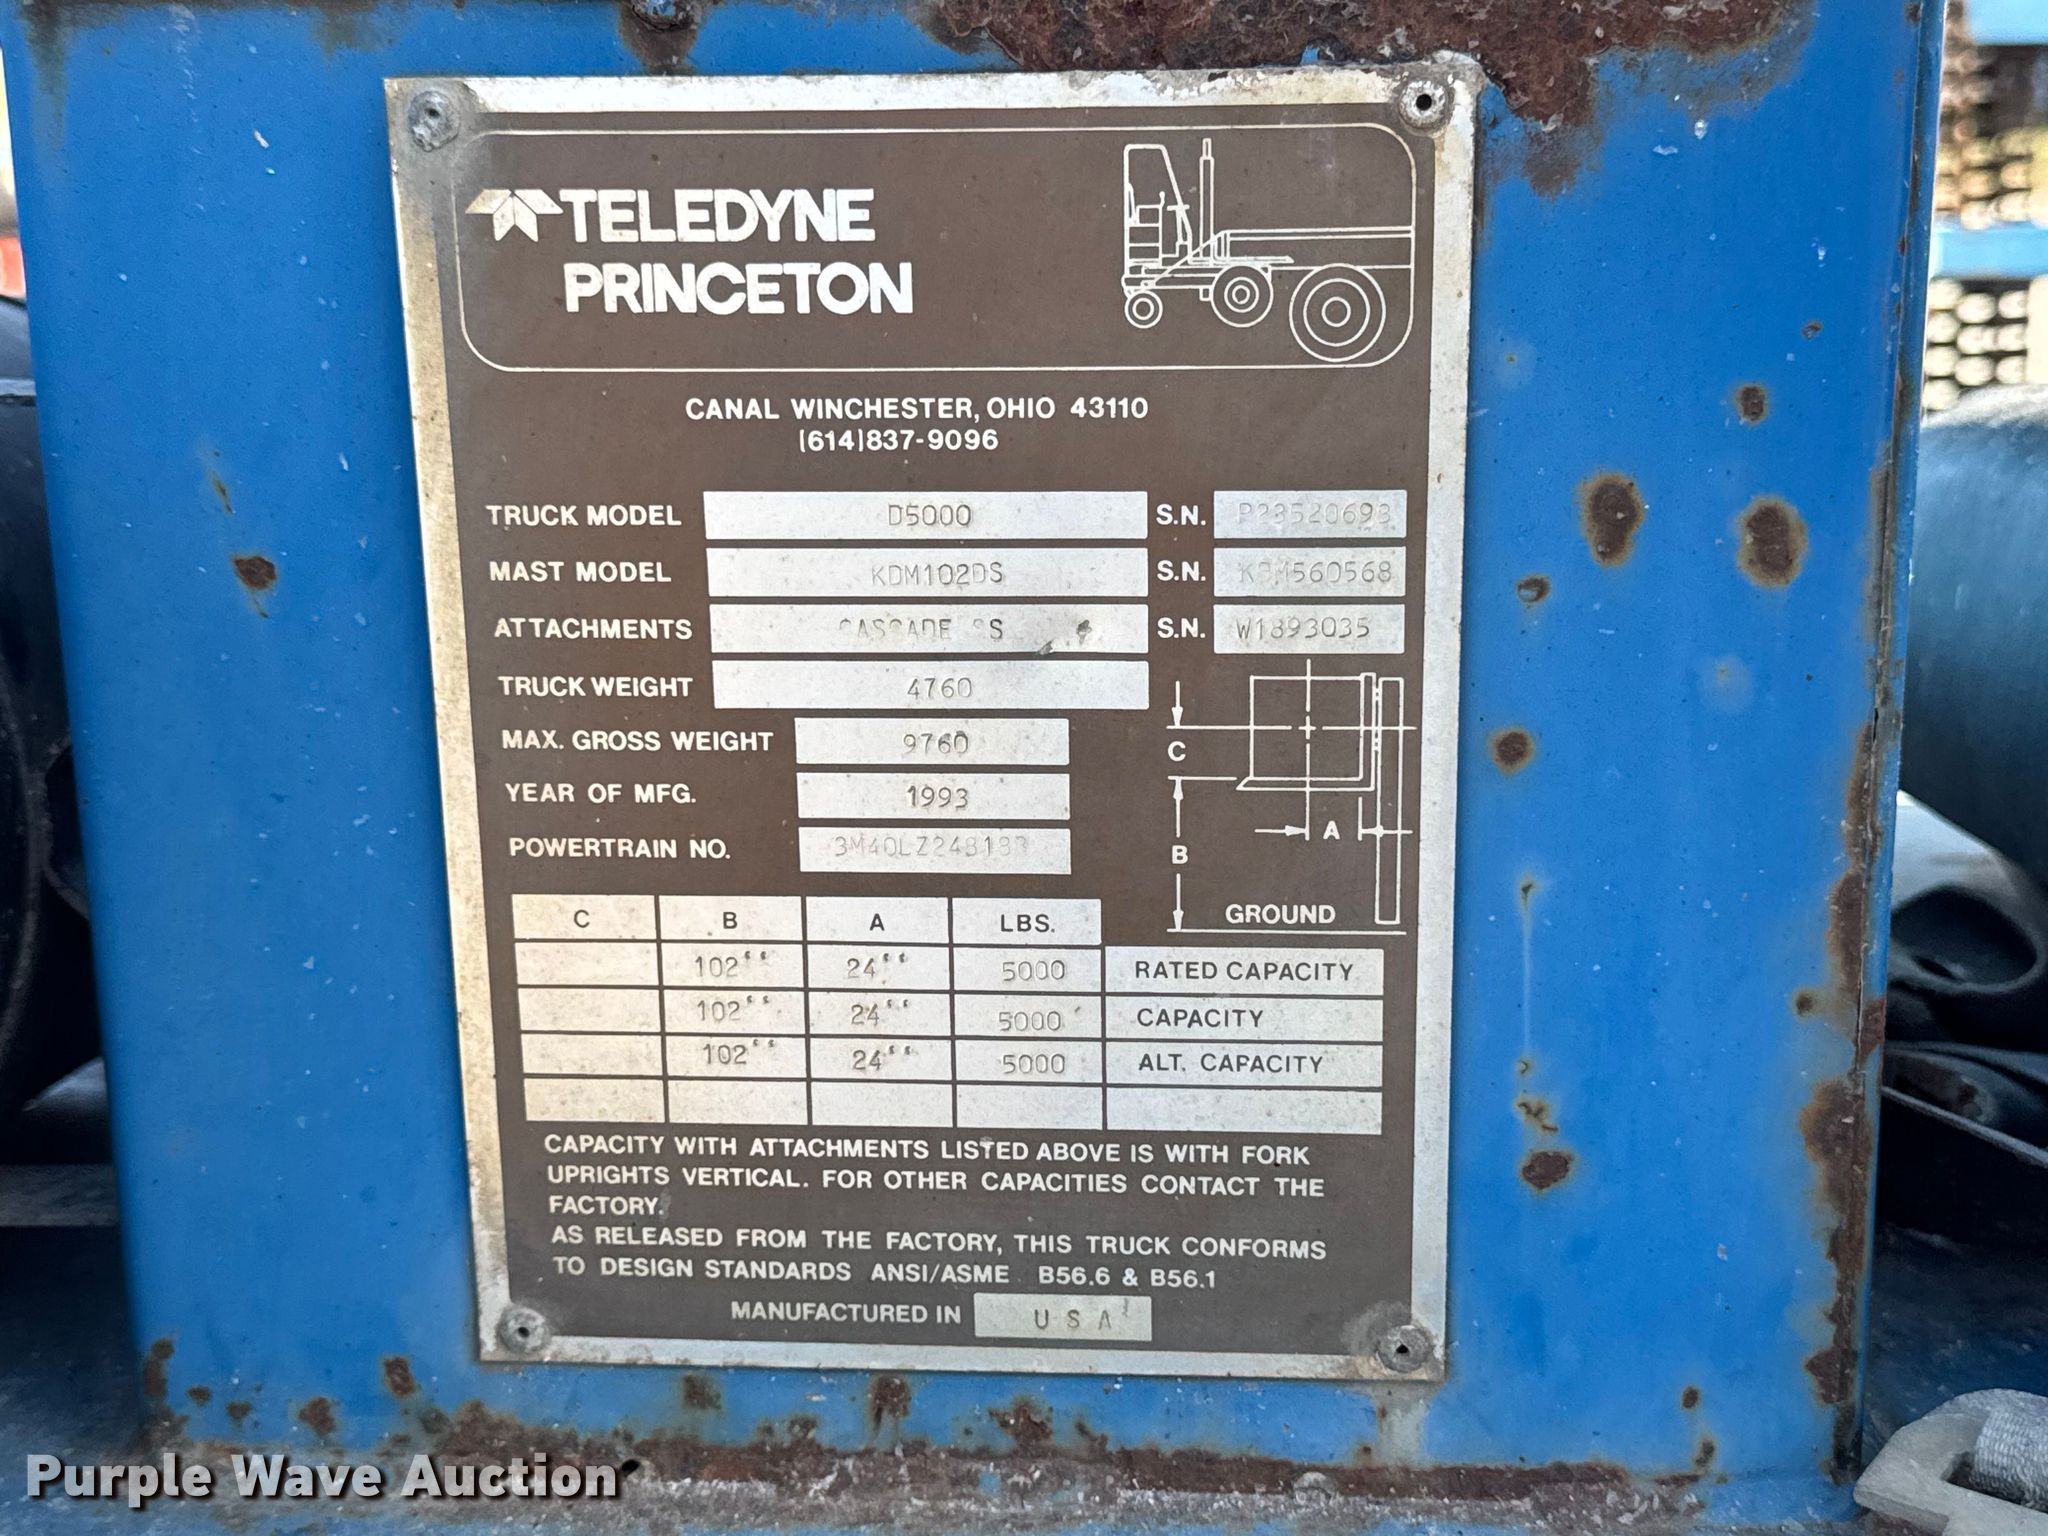 TELEDYNE
PRINCETON
CANAL WINCHESTER, OHIO 43110
(614)837-9096
TRUCK MODEL D5000 S.N. P23520693
MAST MODEL KDM102DS S.N.
ATTACHMENTS CASCADE S.N. W1893035
TRUCK WEIGHT 4760
MAX. GROSS WEIGHT 9760
YEAR OF MFG. 1993
POWERTRAIN NO.
C
A
B
GROUND
C B A LBS.
102" 24" 5000 RATED CAPACITY
102" 24" 5000 CAPACITY
102" 24" 5000 ALT. CAPACITY
CAPACITY WITH ATTACHMENTS LISTED ABOVE IS WITH FORK
UPRIGHTS VERTICAL. FOR OTHER CAPACITIES CONTACT THE
FACTORY.
AS RELEASED FROM THE FACTORY, THIS TRUCK CONFORMS
TO DESIGN STANDARDS ANSI/ASME B56.6 & B56.1
MANUFACTURED IN U S A
Purple Wave Auction